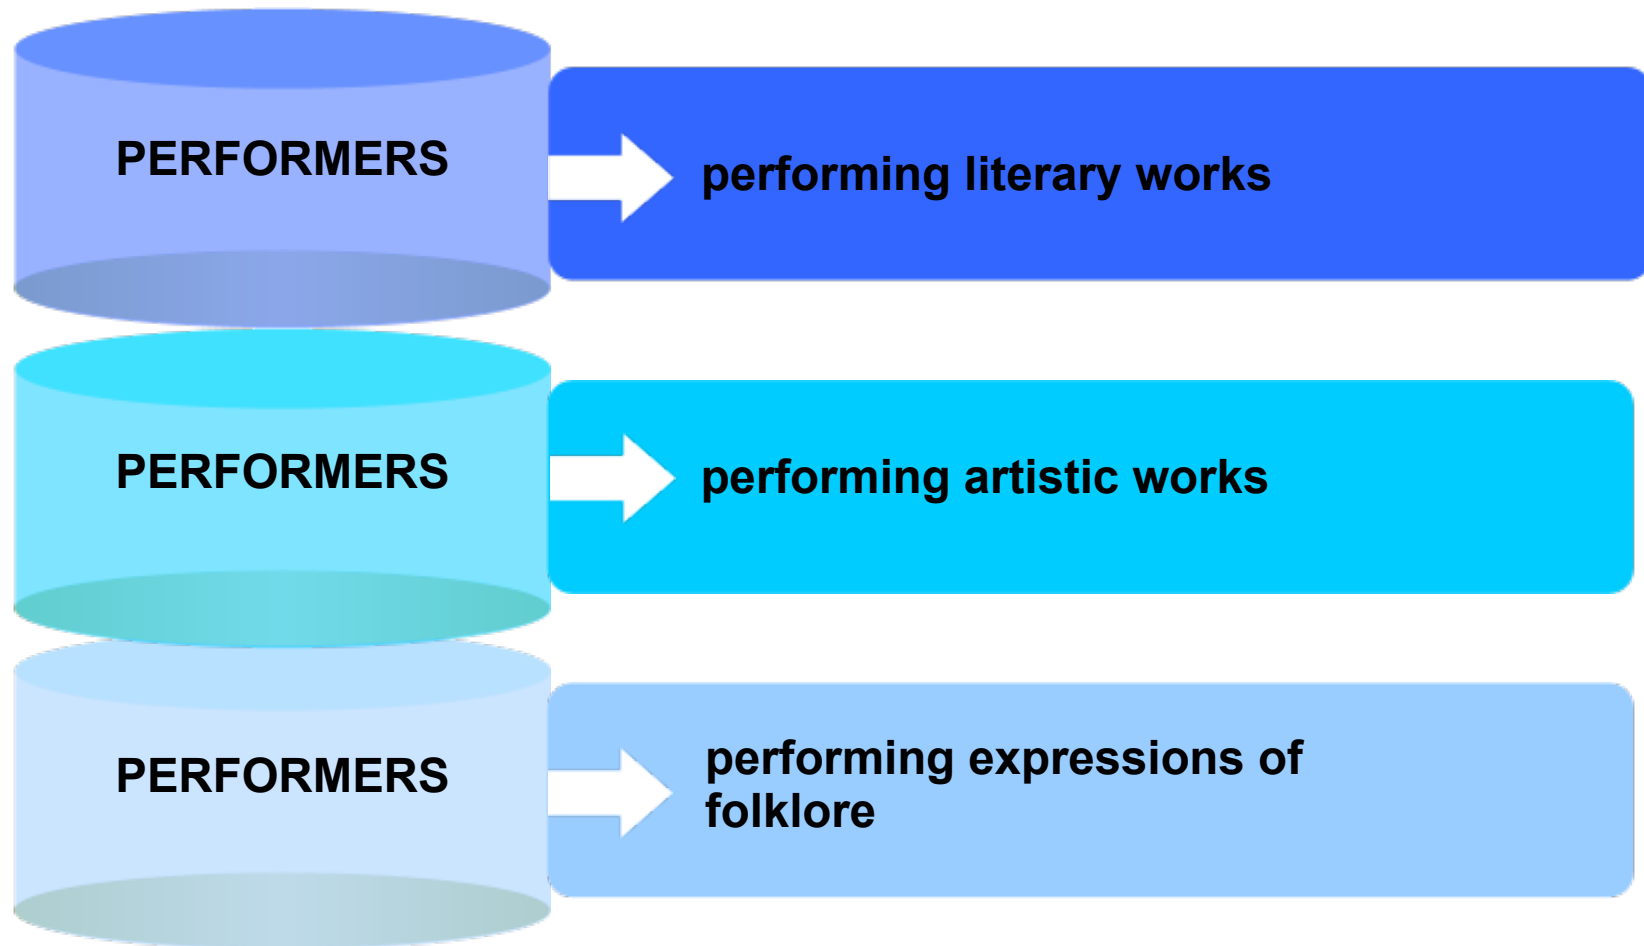 PERFORMERS
performing literary works
PERFORMERS
performing artistic works
PERFORMERS
performing expressions of
folklore